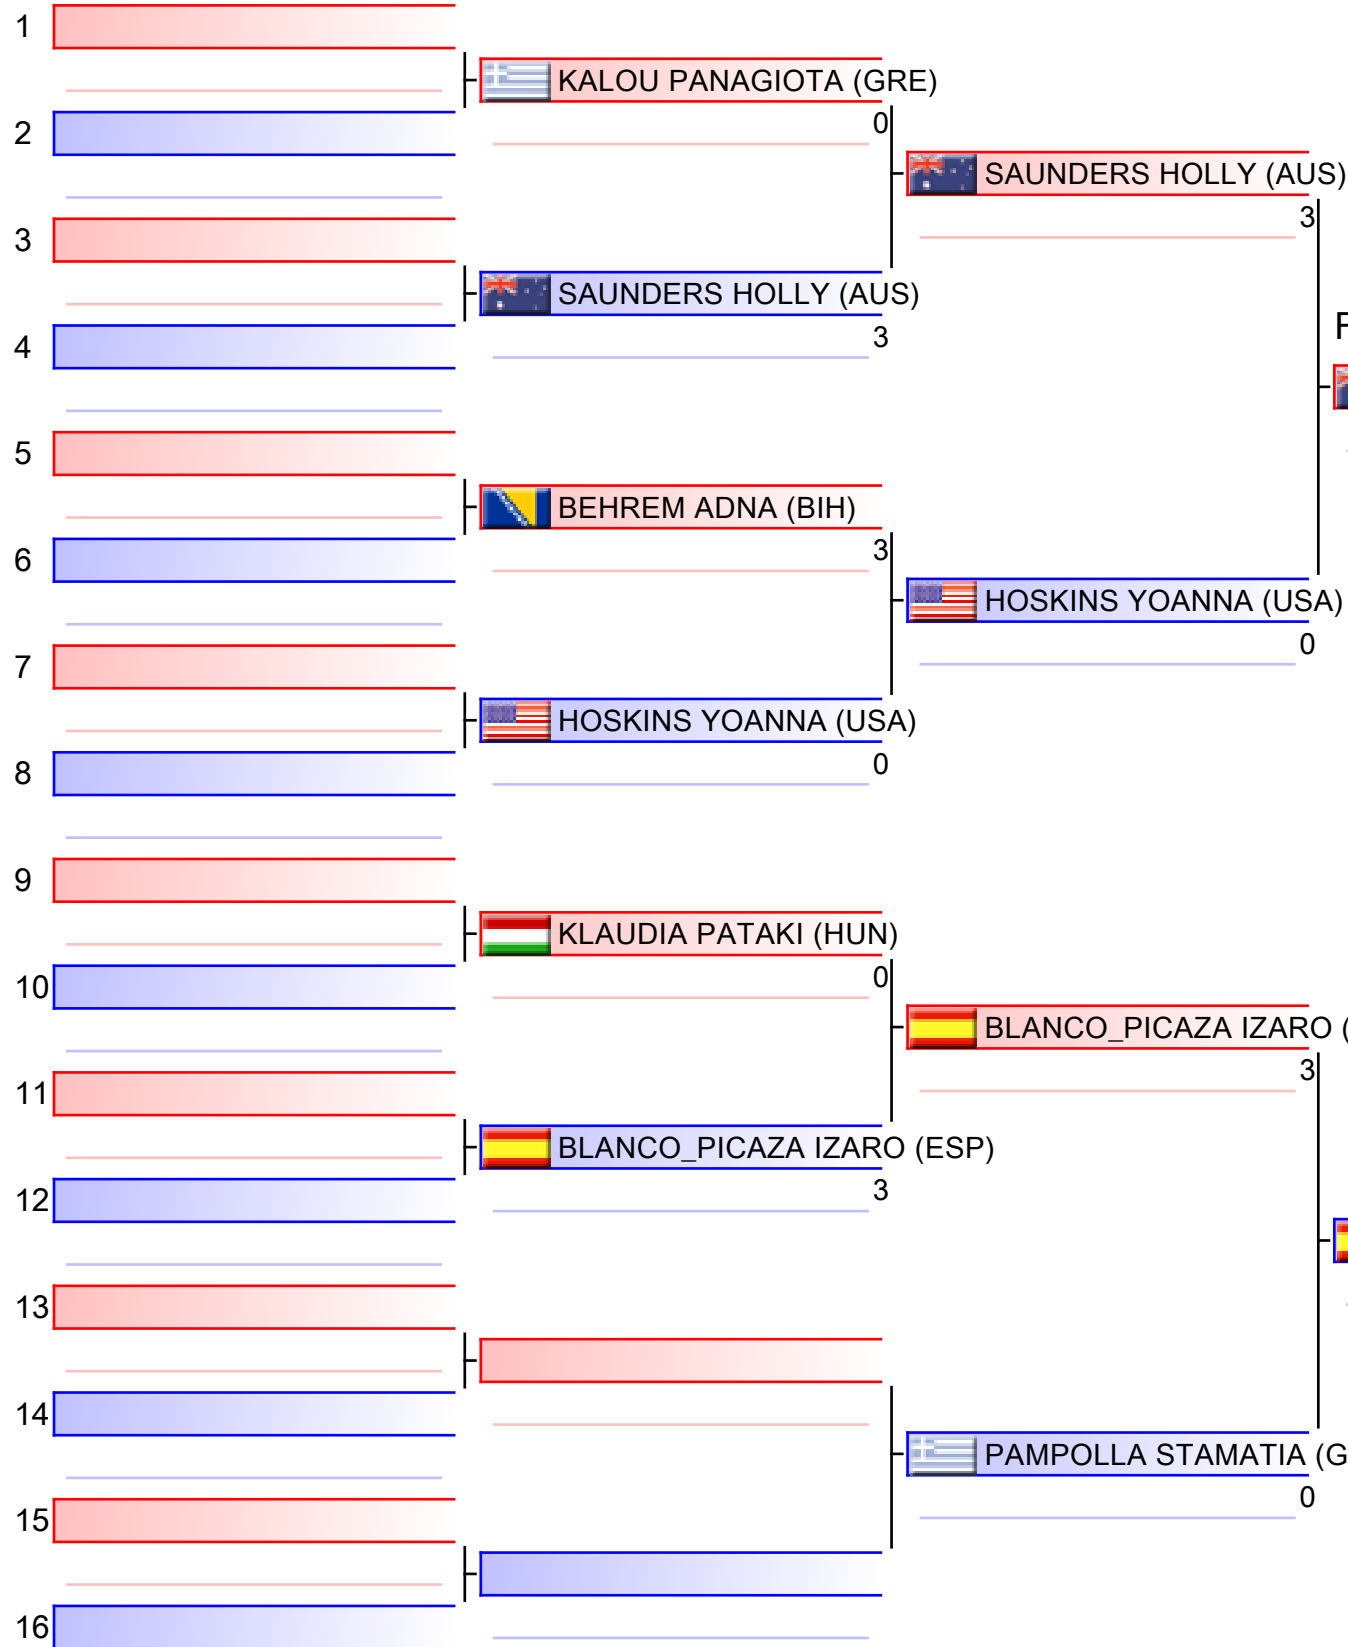 1
KALOU PANAGIOTA (GRE)
0
2
SAUNDERS HOLLY (AUS)
3
3
SAUNDERS HOLLY (AUS)
3
4
F
5
BEHREM ADNA (BIH)
3
6
HOSKINS YOANNA (USA)
0
7
HOSKINS YOANNA (USA)
0
8
9
KLAUDIA PATAKI (HUN)
0
10
BLANCO_PICAZA IZARO (
3
11
BLANCO_PICAZA IZARO (ESP)
3
12
13
14
PAMPOLLA STAMATIA (G
0
15
16